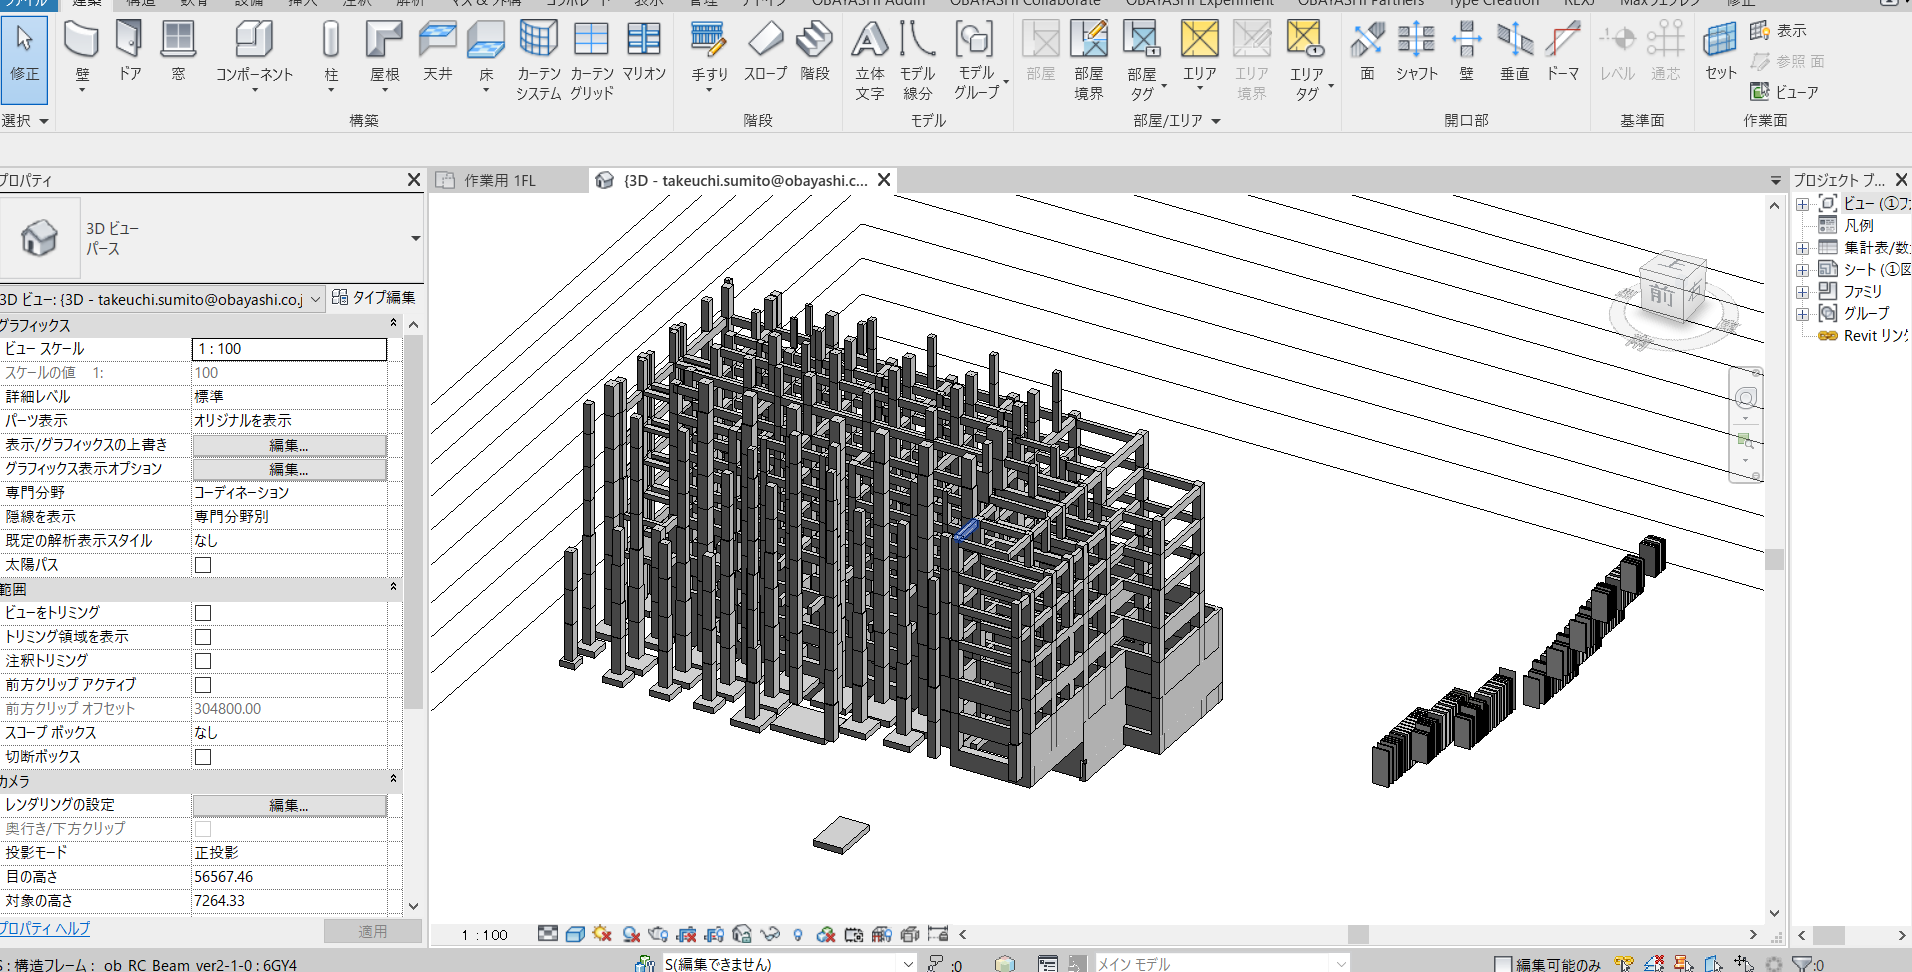 ファイル 建築 構造 設備 挿入 注釈 解析 マス&外構 コラボレート 表示 管理 アドイン OBAYASHI Addin OBAYASHI Collaborate OBAYASHI Experiment OBAYASHI Partners Type Creation REXJ 修正
修正 壁 ドア 窓 コンポーネント 柱 屋根 天井 床 カーテン システム カーテン グリッド マリオン 手すり スロープ 階段 立体 文字 モデル 線分 モデル グループ 部屋 部屋 境界 部屋 タグ エリア エリア 境界 エリア タグ 面 シャフト 壁 垂直 ドーマ レベル 通芯 セット 表示
参照 面
ビューア
選択 構築 階段 モデル 部屋/エリア 開口部 基準面 作業面
プロパティ
作業用 1FL
{3D - takeuchi.sumito@obayashi.c...
プロジェクト ブ...
3D ビュー
パース
3D ビュー: {3D - takeuchi.sumito@obayashi.co.j
タイプ編集
グラフィックス
ビュー スケール 1 : 100
スケールの値 1: 100
詳細レベル 標準
パーツ表示 オリジナルを表示
表示/グラフィックスの上書き 編集...
グラフィックス表示オプション 編集...
専門分野 コーディネーション
隠線を表示 専門分野別
既定の解析表示スタイル なし
太陽パス
範囲
ビューをトリミング
トリミング領域を表示
注釈トリミング
前方クリップ アクティブ
前方クリップ オフセット 304800.00
スコープ ボックス なし
切断ボックス
カメラ
レンダリングの設定 編集...
奥行き/下方クリップ
投影モード 正投影
目の高さ 56567.46
対象の高さ 7264.33
プロパティ ヘルプ
適用
上
前
右
ビュー (①フ
凡例
集計表/数
シート (①図
ファミリ
グループ
Revit リン
1 : 100
S : 構造フレーム : ob_RC_Beam_ver2-1-0 : 6GY4
S(編集できません)
:0
メイン モデル
編集可能のみ
:0